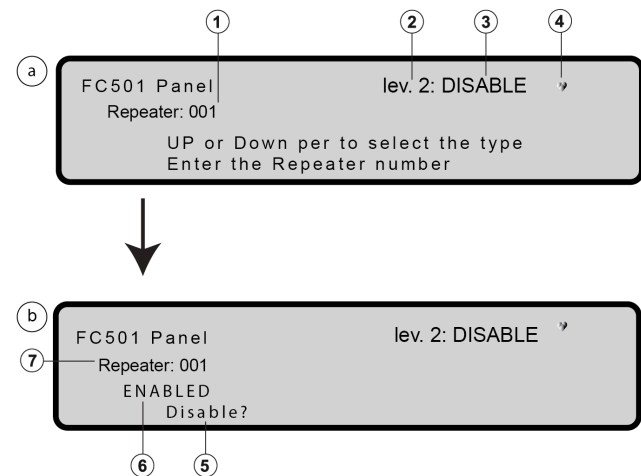 1 2 3 4
a
FC501 Panel lev. 2: DISABLE
Repeater: 001
UP or Down per to select the type
Enter the Repeater number
b
FC501 Panel lev. 2: DISABLE
7 Repeater: 001
ENABLED
Disable?
6 5